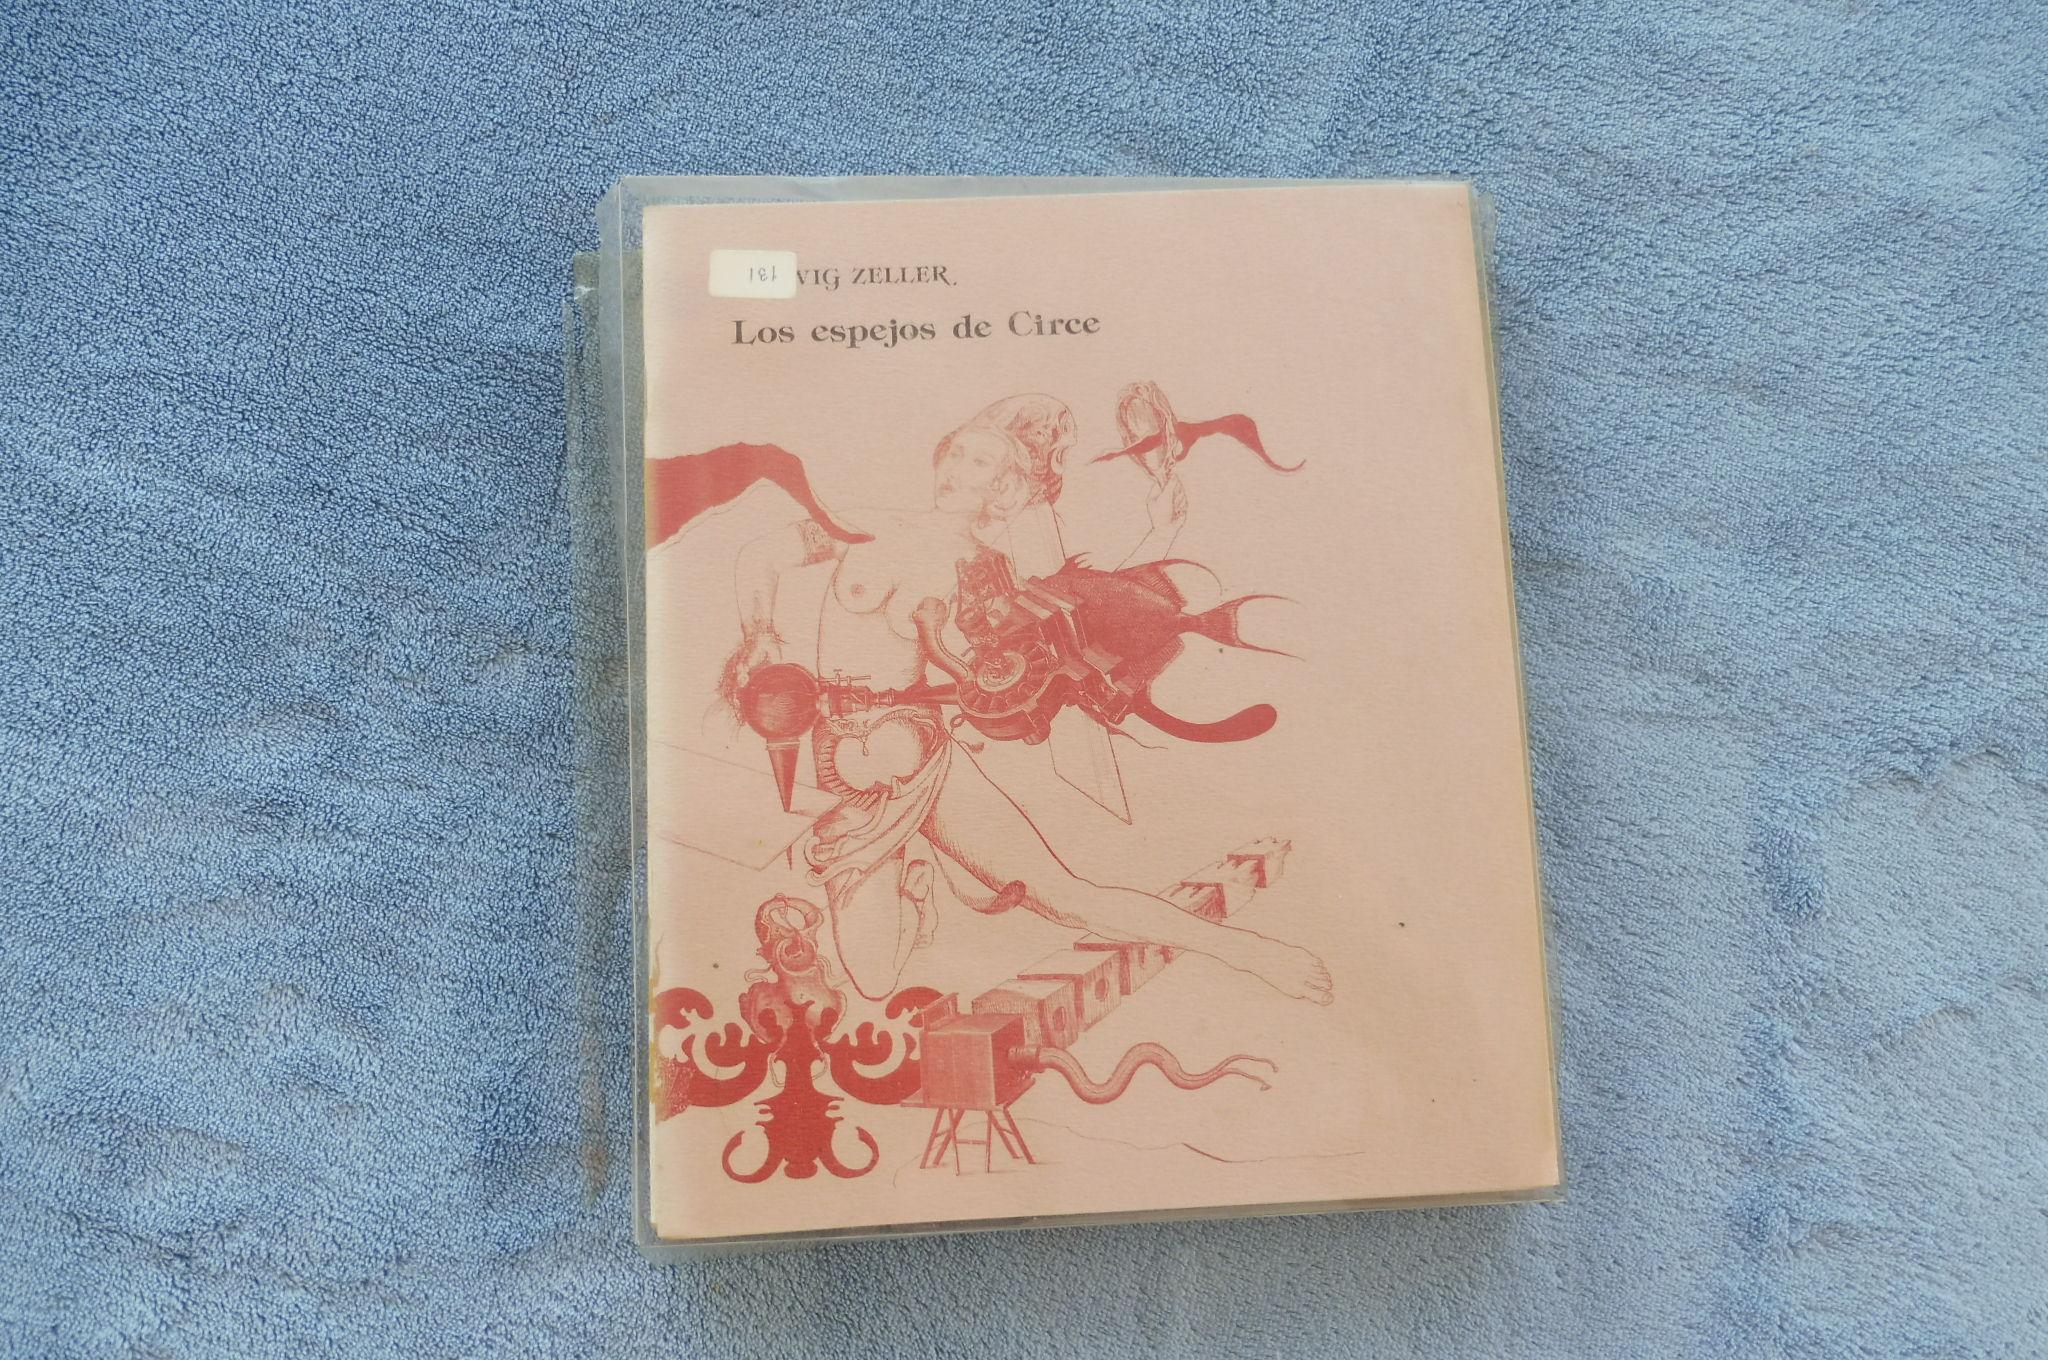 131
VIG ZELLER.
Los espejos de Circe